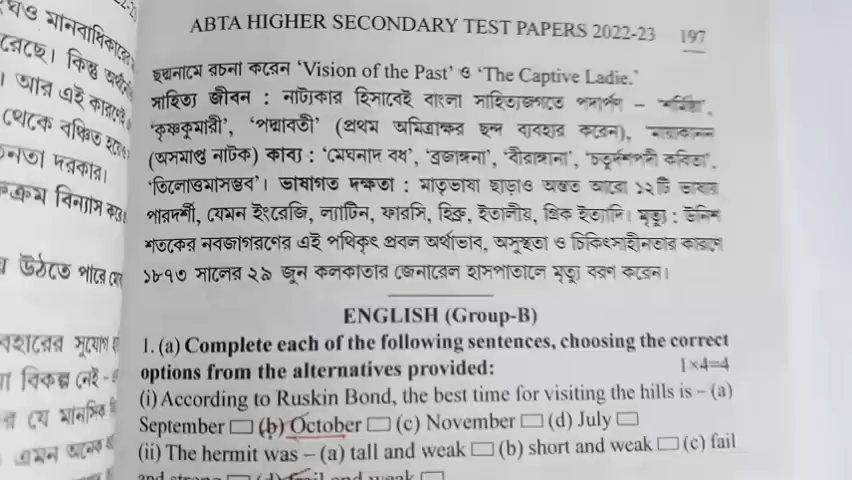 ABTA HIGHER SECONDARY TEST PAPERS 2022-23 197
ছদ্মনামে রচনা করেন ‘Vision of the Past’ ও ‘The Captive Ladie.’
সাহিত্য জীবন : নাট্যকার হিসাবেই বাংলা সাহিত্যজগতে পদার্পণ – ‘শর্মিষ্ঠা’,
‘কৃষ্ণকুমারী’, ‘পদ্মাবতী’ (প্রথম অমিত্রাক্ষর ছন্দ ব্যবহার করেন), ‘মায়াকানন
(অসমাপ্ত নাটক) কাব্য : ‘মেঘনাদ বধ’, ‘ব্রজাঙ্গনা’, ‘বীরাঙ্গনা’, ‘চতুর্দশপদী কবিতা’,
‘তিলোত্তমাসম্ভব’। ভাষাগত দক্ষতা : মাতৃভাষা ছাড়াও অন্তত আরো ১২টি ভাষায়
পারদর্শী, যেমন ইংরেজি, ল্যাটিন, ফারসি, হিব্রু, ইতালীয়, গ্রিক ইত্যাদি। মৃত্যু : উনিশ
শতকের নবজাগরণের এই পথিকৃৎ প্রবল অর্থাভাব, অসুস্থতা ও চিকিৎসাহীনতার কারণে
১৮৭৩ সালের ২৯ জুন কলকাতার জেনারেল হাসপাতালে মৃত্যু বরণ করেন।
ENGLISH (Group-B)
1. (a) Complete each of the following sentences, choosing the correct
options from the alternatives provided: 1×4=4
(i) According to Ruskin Bond, the best time for visiting the hills is – (a)
September □ (b) October □ (c) November □ (d) July □
(ii) The hermit was – (a) tall and weak □ (b) short and weak □ (c) fail
and strong □ (d) frail and weak □
মানবাধিকারের
রেছে। কিন্তু
। আর এই কারণেই
থেকে বঞ্চিত
নতা দরকার।
ক্রম বিন্যাস
উঠতে পারে
বহারের সুযোগ
বিকল্প নেই -
র যে মানসিক
এমন অনেক